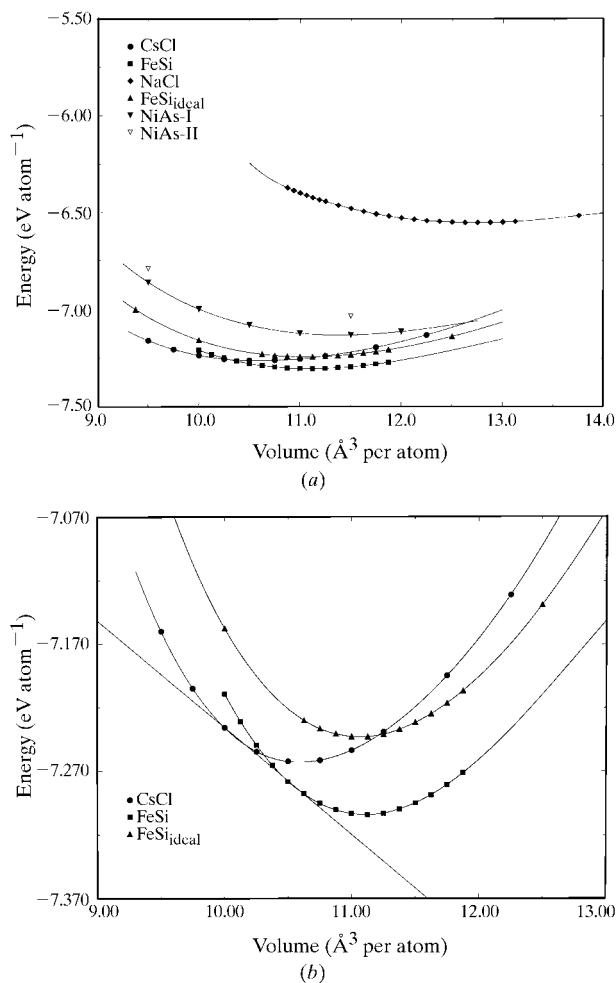 −5.50
CsCl
FeSi
NaCl
FeSi_ideal
NiAs-I
NiAs-II
−6.00
−6.50
−7.00
−7.50
Energy (eV atom⁻¹)
9.0 10.0 11.0 12.0 13.0 14.0
Volume (Å³ per atom)
(a)
−7.070
−7.170
−7.270
−7.370
Energy (eV atom⁻¹)
CsCl
FeSi
FeSi_ideal
9.00 10.00 11.00 12.00 13.00
Volume (Å³ per atom)
(b)